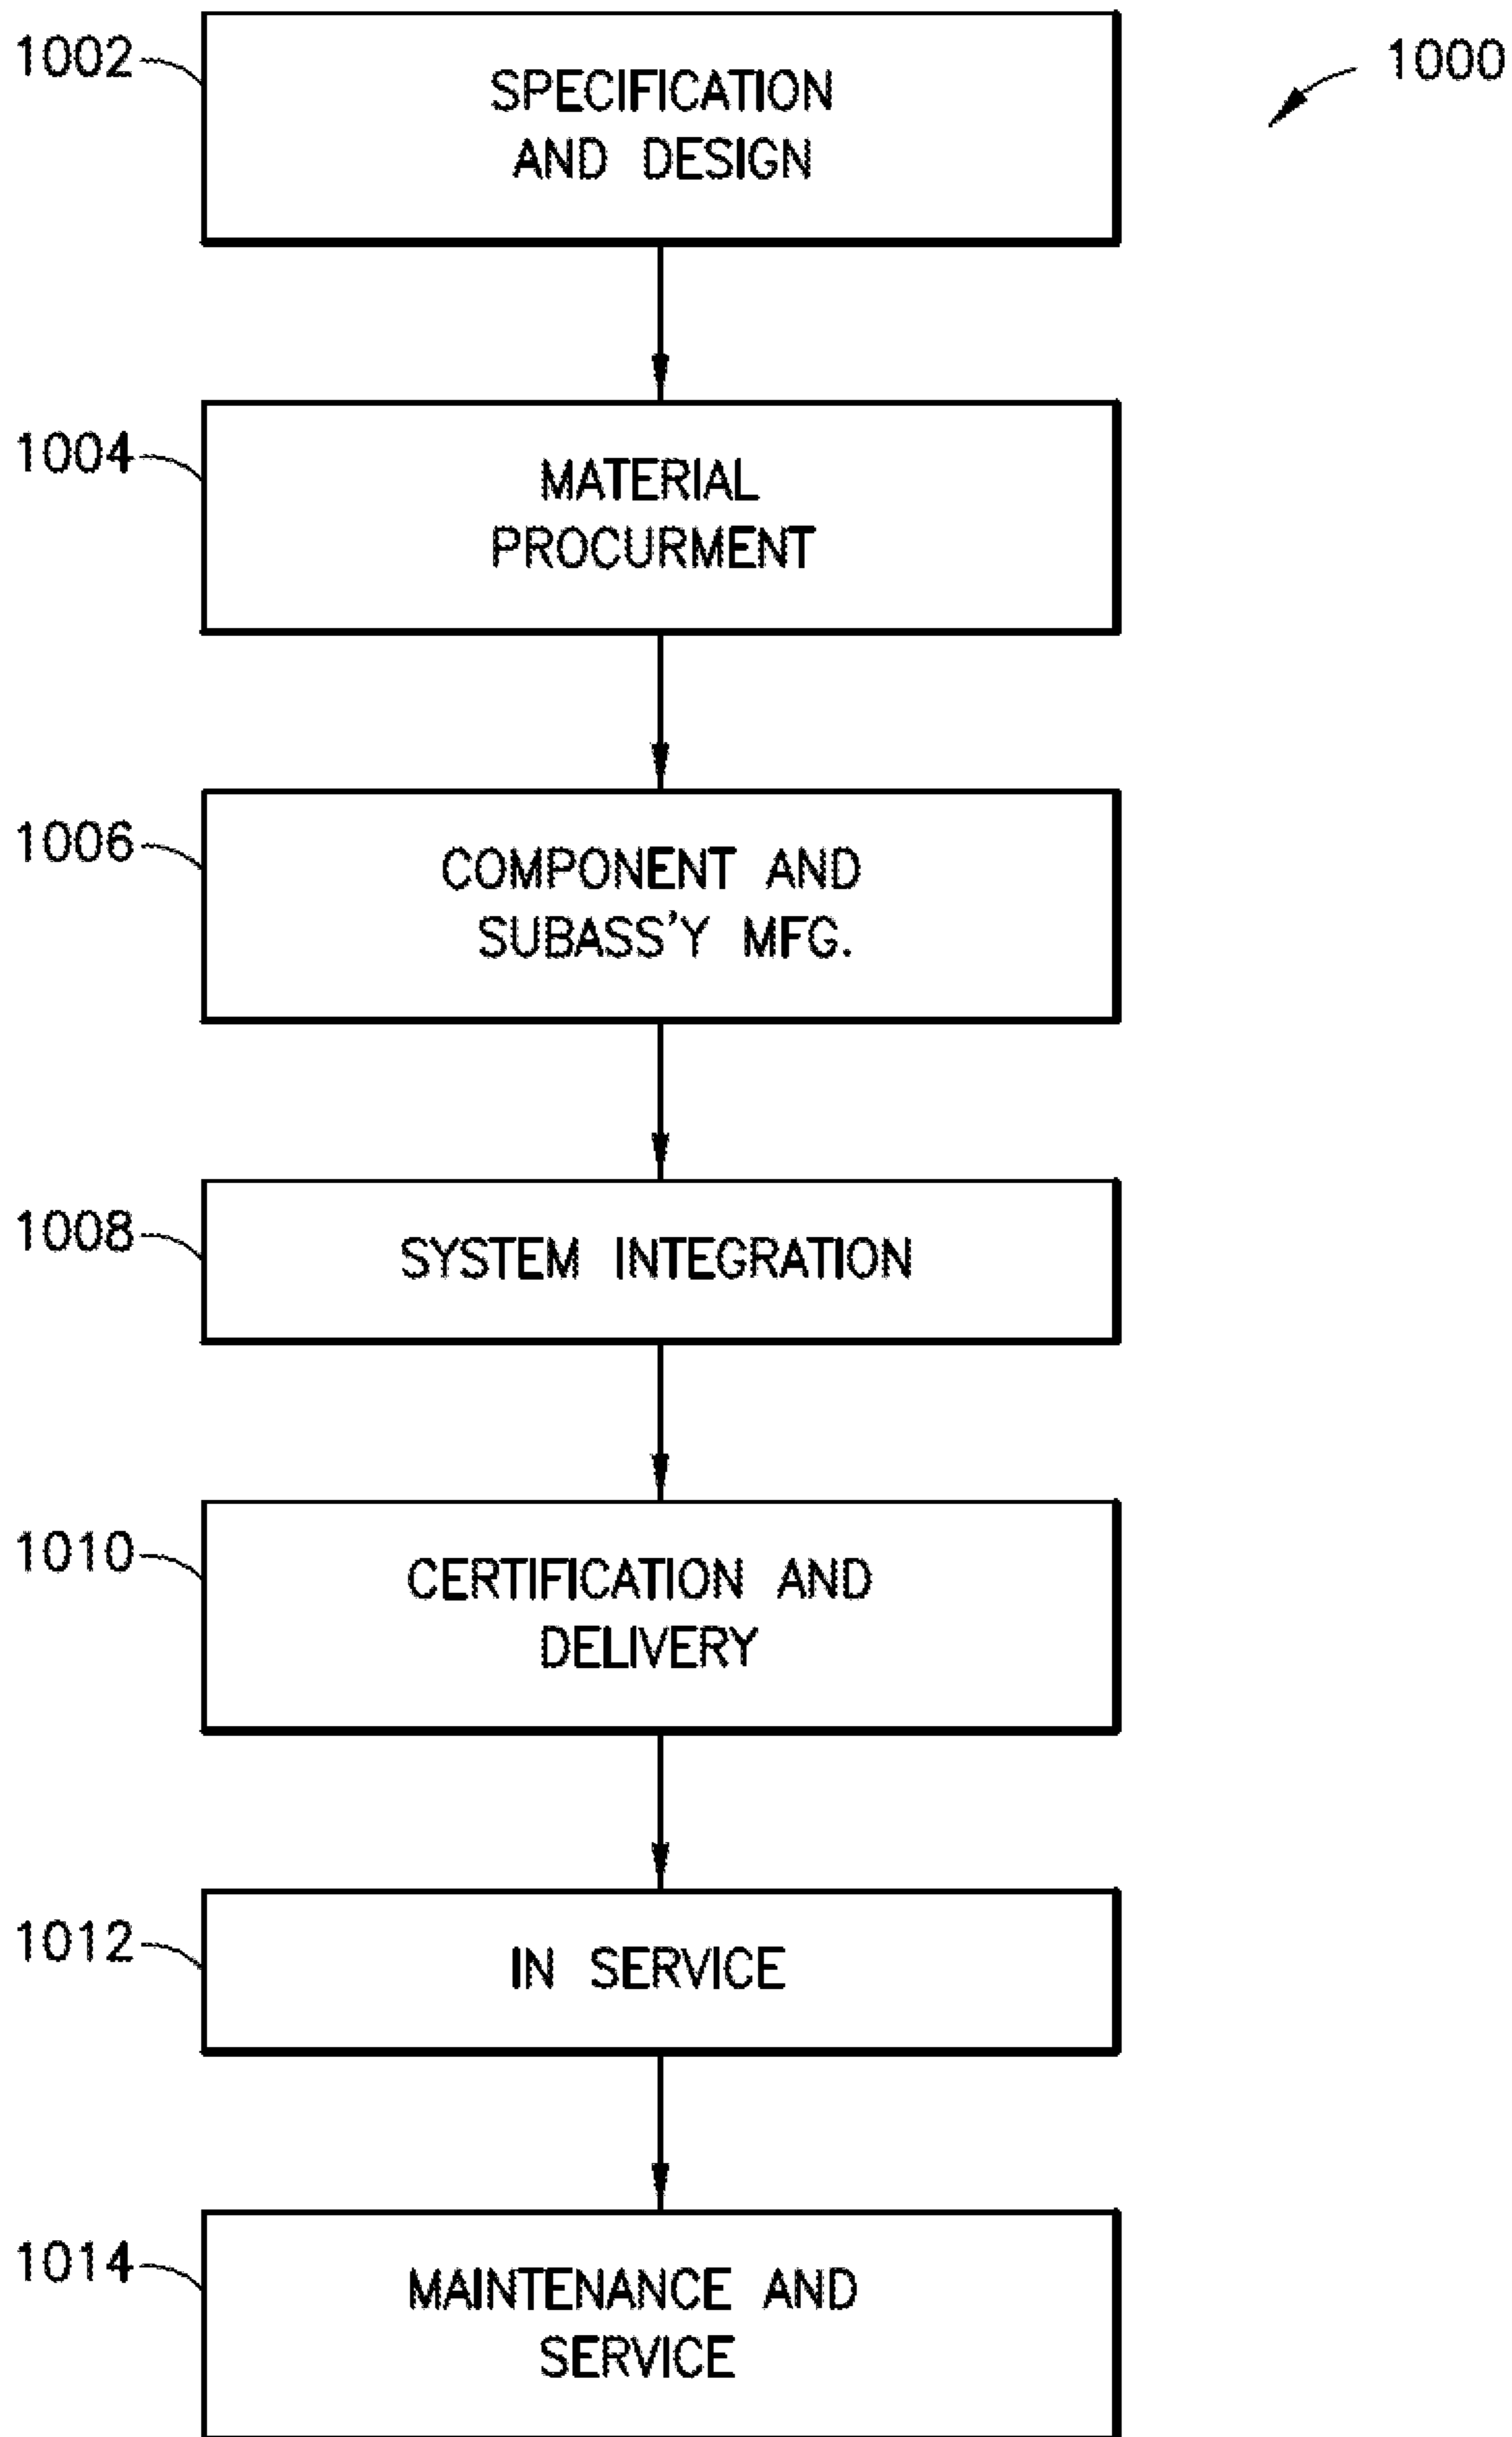 1000
1002
SPECIFICATION
AND DESIGN
1004
MATERIAL
PROCURMENT
1006
COMPONENT AND
SUBASS'Y MFG.
1008
SYSTEM INTEGRATION
1010
CERTIFICATION AND
DELIVERY
1012
IN SERVICE
1014
MAINTENANCE AND
SERVICE